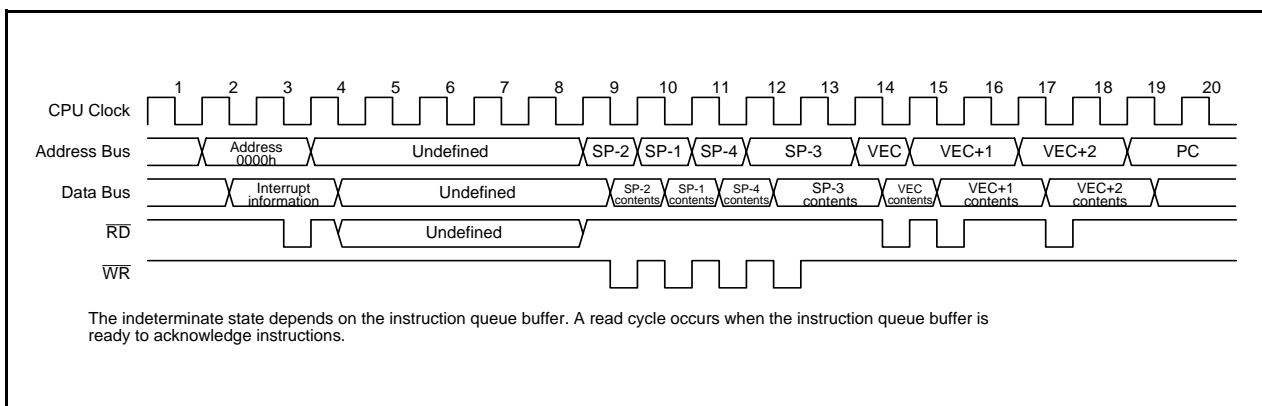 1 2 3 4 5 6 7 8 9 10 11 12 13 14 15 16 17 18 19 20
CPU Clock
Address Bus
Address
0000h
Undefined
SP-2
SP-1
SP-4
SP-3
VEC
VEC+1
VEC+2
PC
Data Bus
Interrupt
information
Undefined
SP-2
contents
SP-1
contents
SP-4
contents
SP-3
contents
VEC
contents
VEC+1
contents
VEC+2
contents
RD
Undefined
WR
The indeterminate state depends on the instruction queue buffer. A read cycle occurs when the instruction queue buffer is
ready to acknowledge instructions.